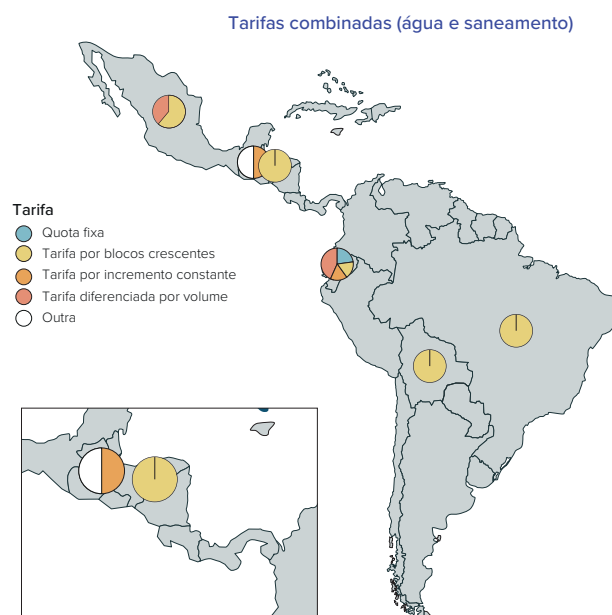 Tarifas combinadas (água e saneamento)
Tarifa
Quota fixa
Tarifa por blocos crescentes
Tarifa por incremento constante
Tarifa diferenciada por volume
Outra